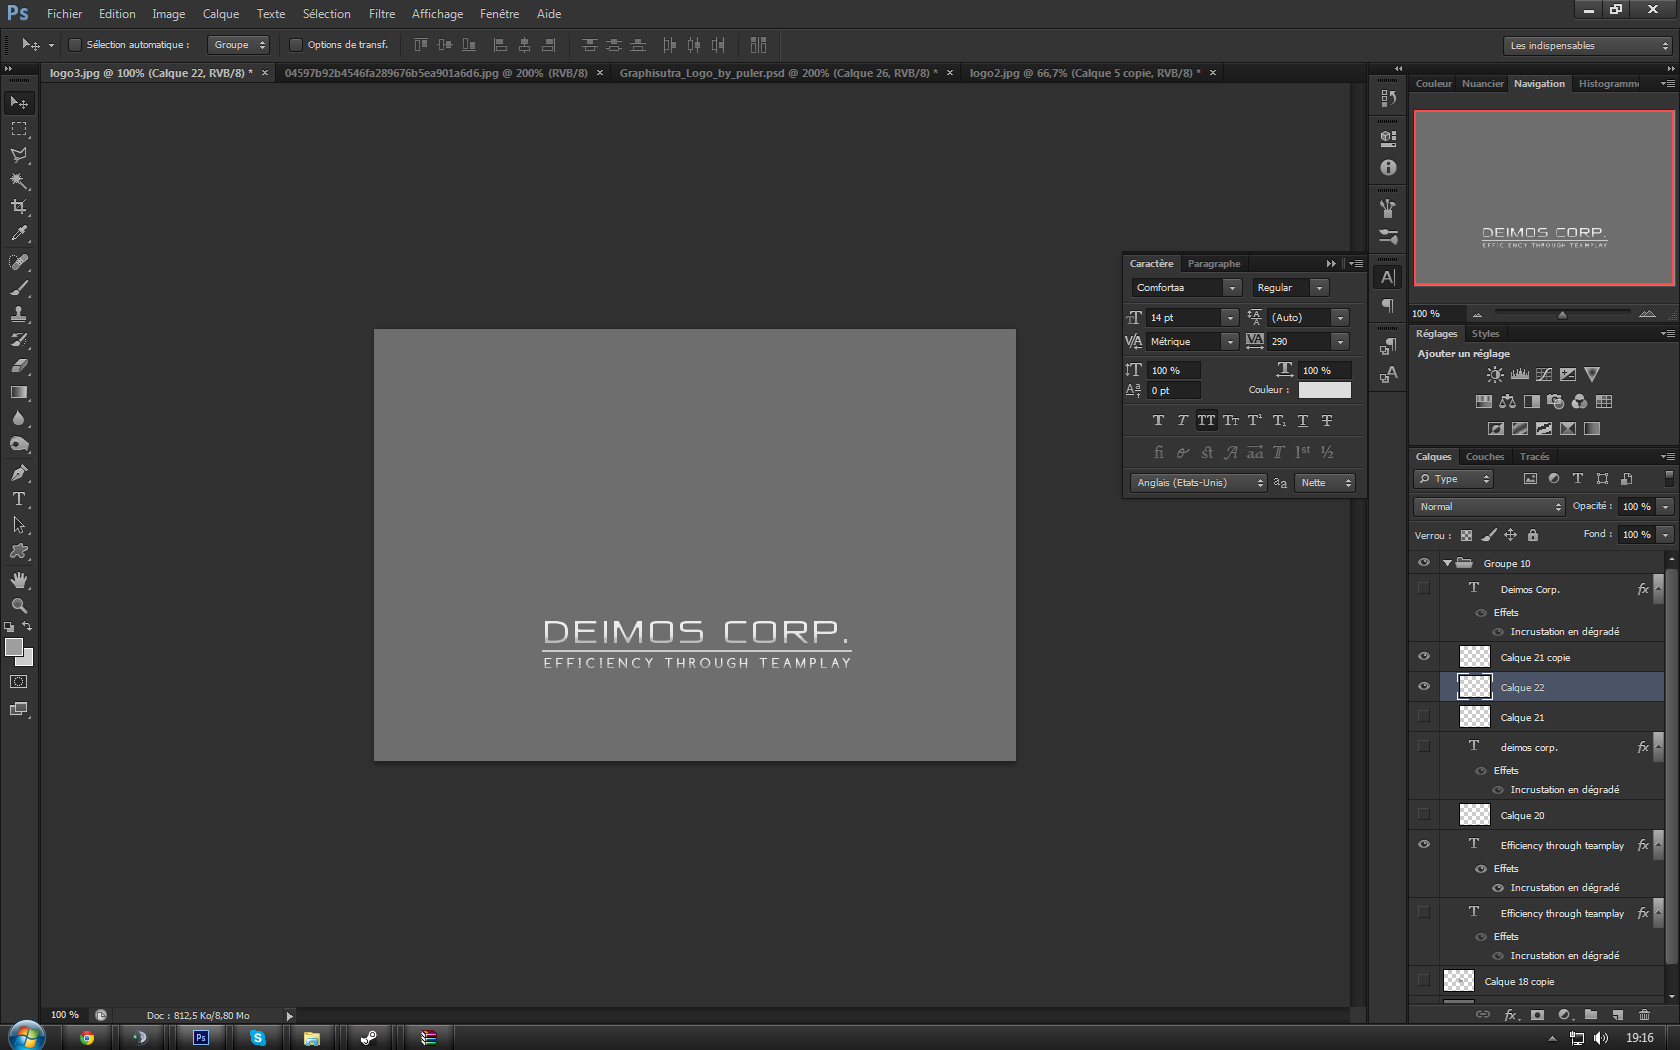 Ps Fichier Edition Image Calque Texte Sélection Filtre Affichage Fenêtre Aide
Sélection automatique : Groupe Options de transf. Les indispensables
logo3.jpg @ 100% (Calque 22, RVB/8) * 04597b92b4546fa289676b5ea901a6d6.jpg @ 200% (RVB/8) Graphisutra_Logo_by_puler.psd @ 200% (Calque 26, RVB/8) * logo2.jpg @ 66,7% (Calque 5 copie, RVB/8) *
Couleur Nuancier Navigation Histogramme
DEIMOS CORP.
EFFICIENCY THROUGH TEAMPLAY
100 %
Réglages Styles
Ajouter un réglage
Caractère Paragraphe
Comfortaa Regular
14 pt (Auto)
Métrique 290
100 % 100 %
0 pt Couleur :
Anglais (Etats-Unis) aa Nette
DEIMOS CORP.
EFFICIENCY THROUGH TEAMPLAY
Calques Couches Tracés
Type
Normal Opacité : 100 %
Verrou : Fond : 100 %
Groupe 10
Deimos Corp. fx
Effets
Incrustation en dégradé
Calque 21 copie
Calque 22
Calque 21
deimos corp. fx
Effets
Incrustation en dégradé
Calque 20
Efficiency through teamplay fx
Effets
Incrustation en dégradé
Efficiency through teamplay fx
Effets
Incrustation en dégradé
Calque 18 copie
100 % Doc : 812,5 Ko/8,80 Mo
Ps
19:16